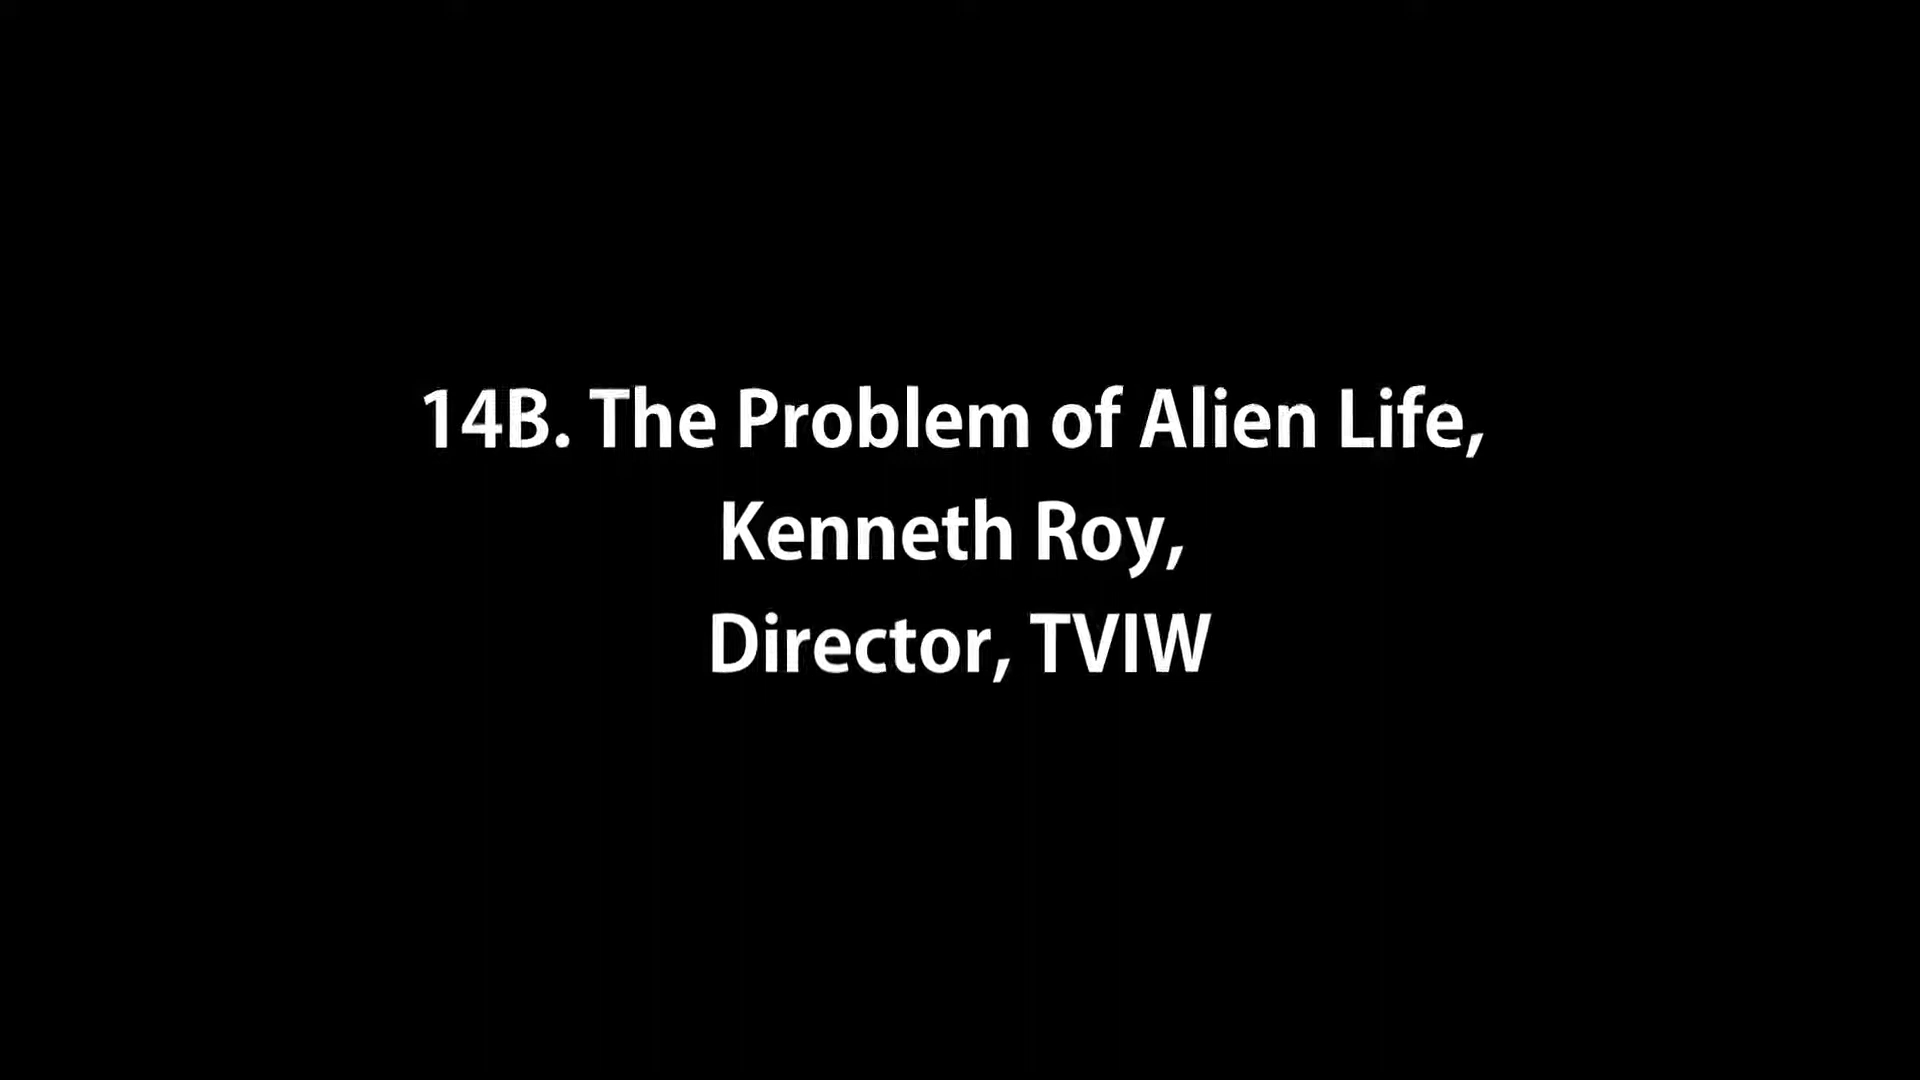 14B. The Problem of Alien Life,
Kenneth Roy,
Director, TVIW